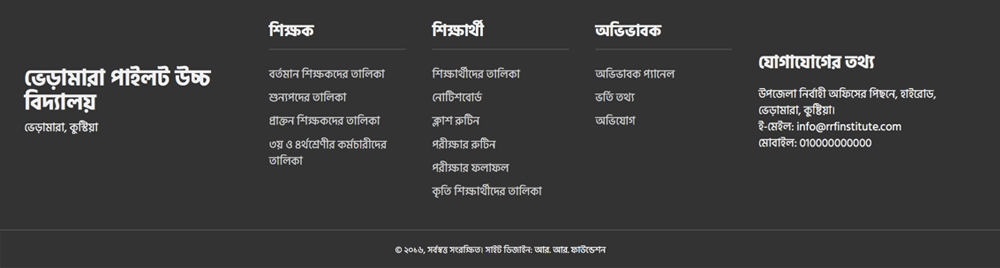 ভেড়ামারা পাইলট উচ্চ
বিদ্যালয়
ভেড়ামারা, কুস্টিয়া
শিক্ষক
বর্তমান শিক্ষকদের তালিকা
শুন্যপদের তালিকা
প্রাক্তন শিক্ষকদের তালিকা
৩য় ও ৪র্থশ্রেণীর কর্মচারীদের
তালিকা
শিক্ষার্থী
শিক্ষার্থীদের তালিকা
নোটিশবোর্ড
ক্লাশ রুটিন
পরীক্ষার রুটিন
পরীক্ষার ফলাফল
কৃতি শিক্ষার্থীদের তালিকা
অভিভাবক
অভিভাবক প্যানেল
ভর্তি তথ্য
অভিযোগ
যোগাযোগের তথ্য
উপজেলা নির্বাহী অফিসের পিছনে, হাইরোড,
ভেড়ামারা, কুষ্টিয়া।
ই-মেইল: info@rrfinstitute.com
মোবাইল: 010000000000
© ২০১৬, সর্বস্বত্ত সংরক্ষিত। সাইট ডিজাইন: আর. আর. ফাউন্ডেশন